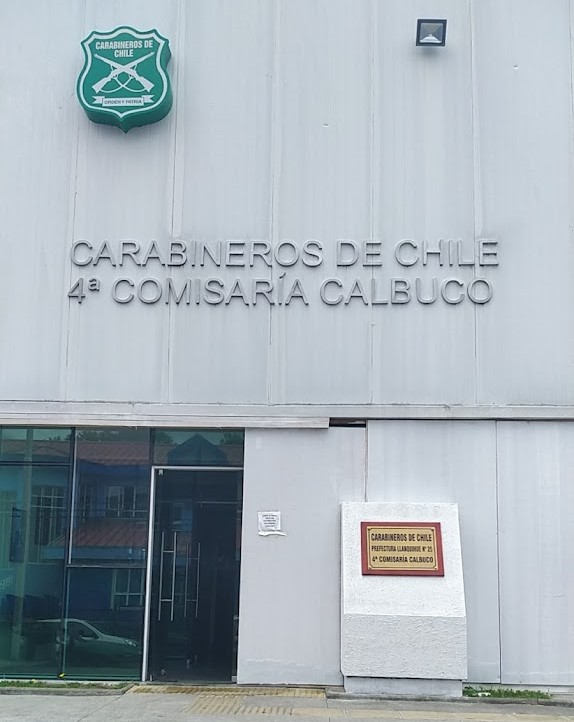 CARABINEROS DE
CHILE
ORDEN Y PATRIA
CARABINEROS DE CHILE
4ª COMISARÍA CALBUCO
CARABINEROS DE CHILE
PREFECTURA LLANQUIHUE N° 25
4ª COMISARÍA CALBUCO